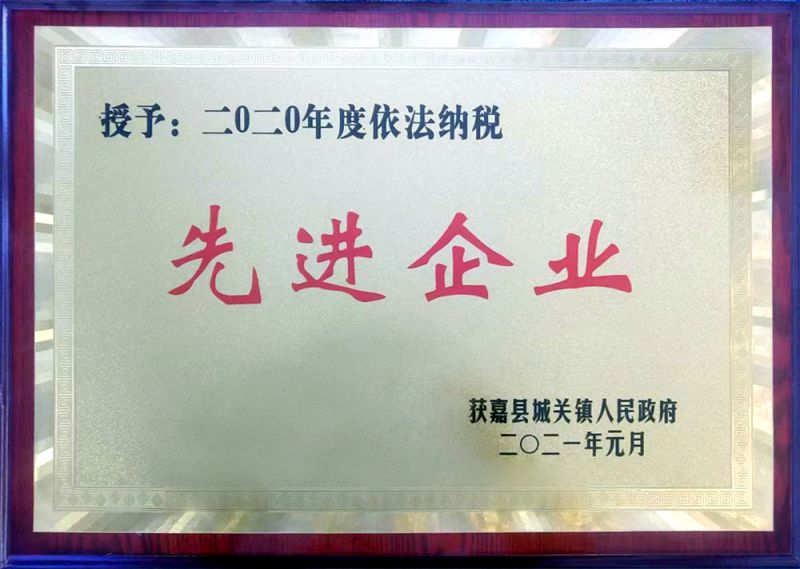 授予：二0二0年度依法纳税
先进企业
获嘉县城关镇人民政府
二〇二一年元月